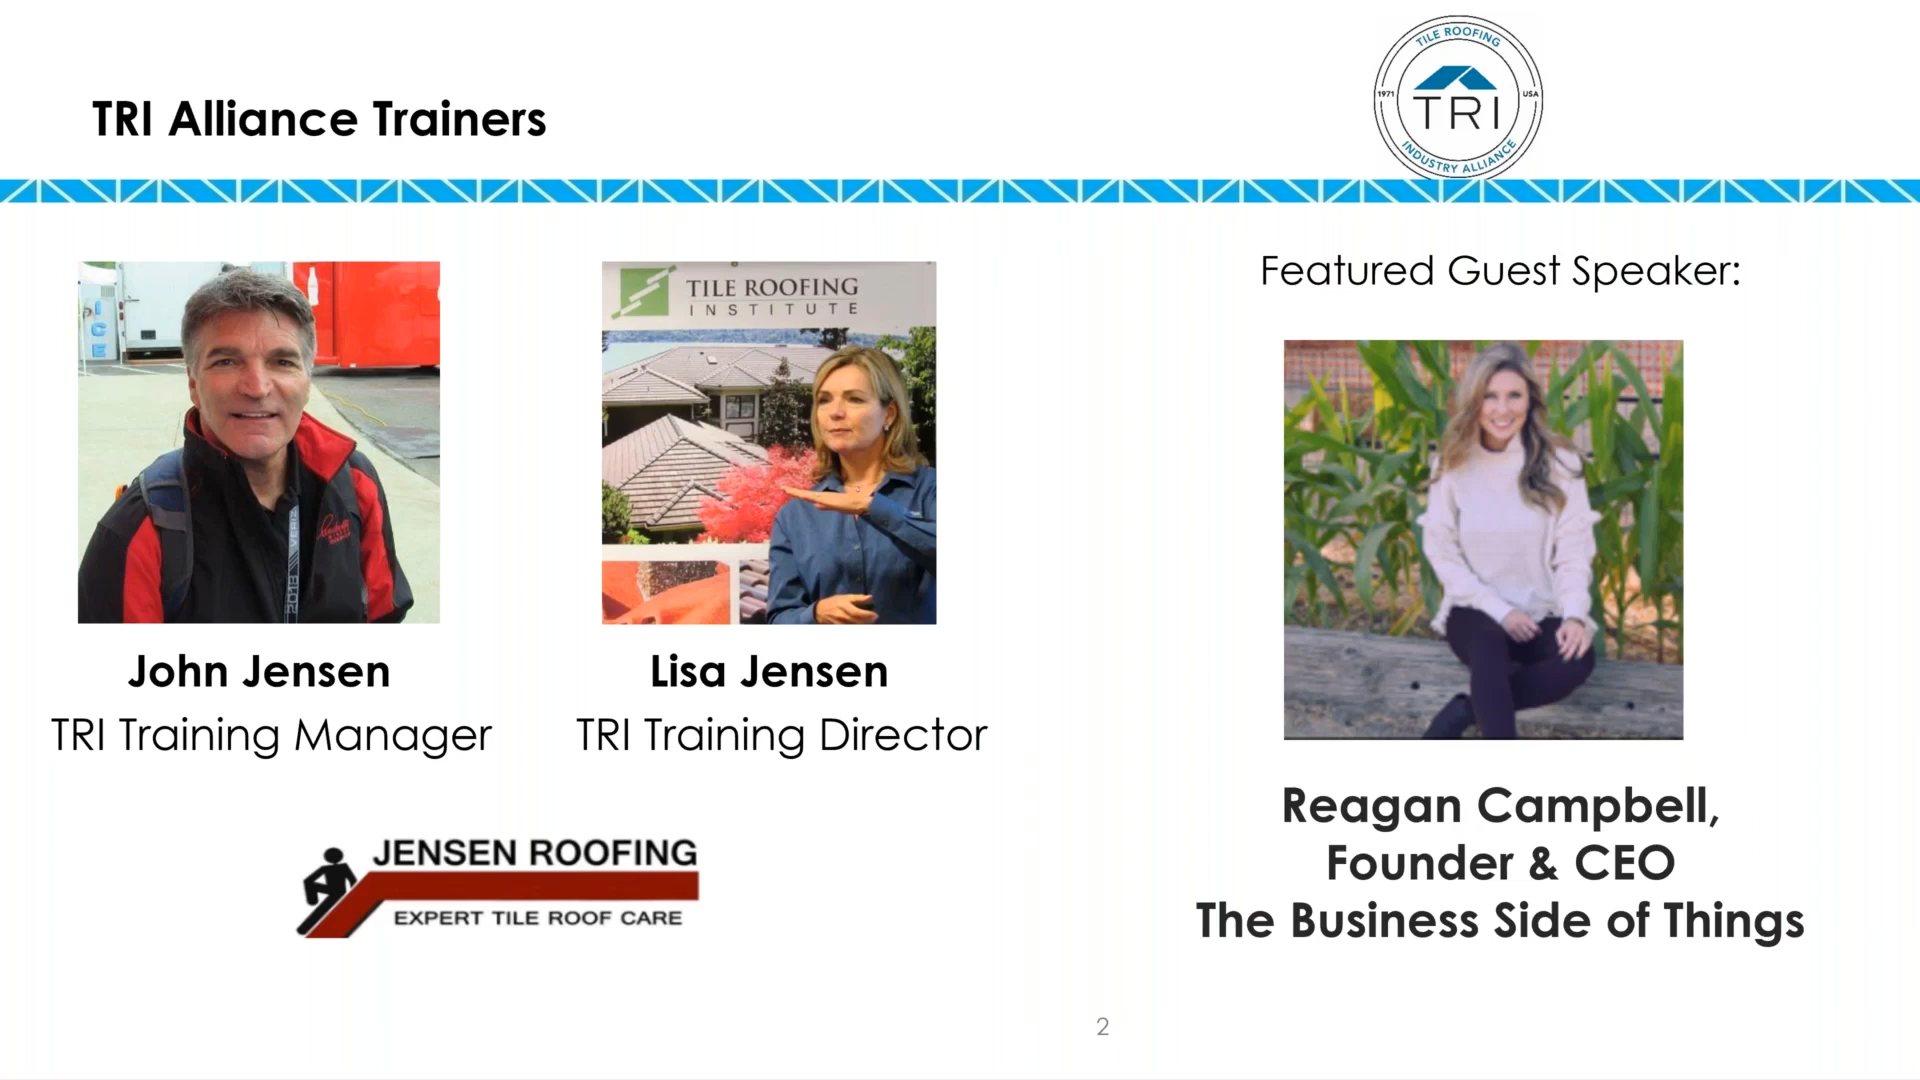 TRI Alliance Trainers
TILE ROOFING
1971
TRI
USA
INDUSTRY ALLIANCE
TILE ROOFING
INSTITUTE
John Jensen
TRI Training Manager
Lisa Jensen
TRI Training Director
JENSEN ROOFING
EXPERT TILE ROOF CARE
Featured Guest Speaker:
Reagan Campbell,
Founder & CEO
The Business Side of Things
2